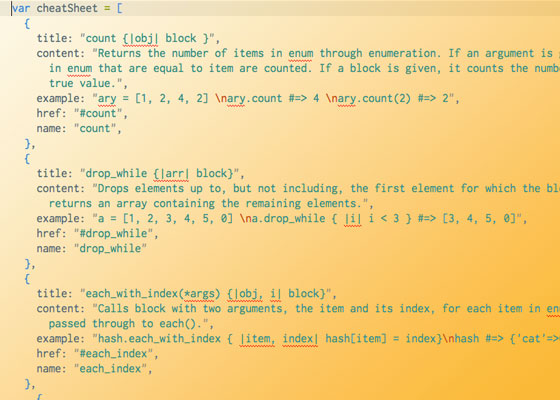 var cheatSheet = [
{
title: "count {|obj| block }",
content: "Returns the number of items in enum through enumeration. If an argument is
in enum that are equal to item are counted. If a block is given, it counts the
true value.",
example: "ary = [1, 2, 4, 2] \nary.count #=> 4 \nary.count(2) #=> 2",
href: "#count",
name: "count",
},
{
title: "drop_while {|arr| block}",
content: "Drops elements up to, but not including, the first element for which the
returns an array containing the remaining elements.",
example: "a = [1, 2, 3, 4, 5, 0] \na.drop_while { |i| i < 3 } #=> [3, 4, 5, 0]",
href: "#drop_while",
name: "drop_while"
},
{
title: "each_with_index(*args) {|obj, i| block}",
content: "Calls block with two arguments, the item and its index, for each item in
passed through to each().",
example: "hash.each_with_index { |item, index| hash[item] = index}\nhash #=> {'cat'=>
href: "#each_index",
name: "each_index",
},
{